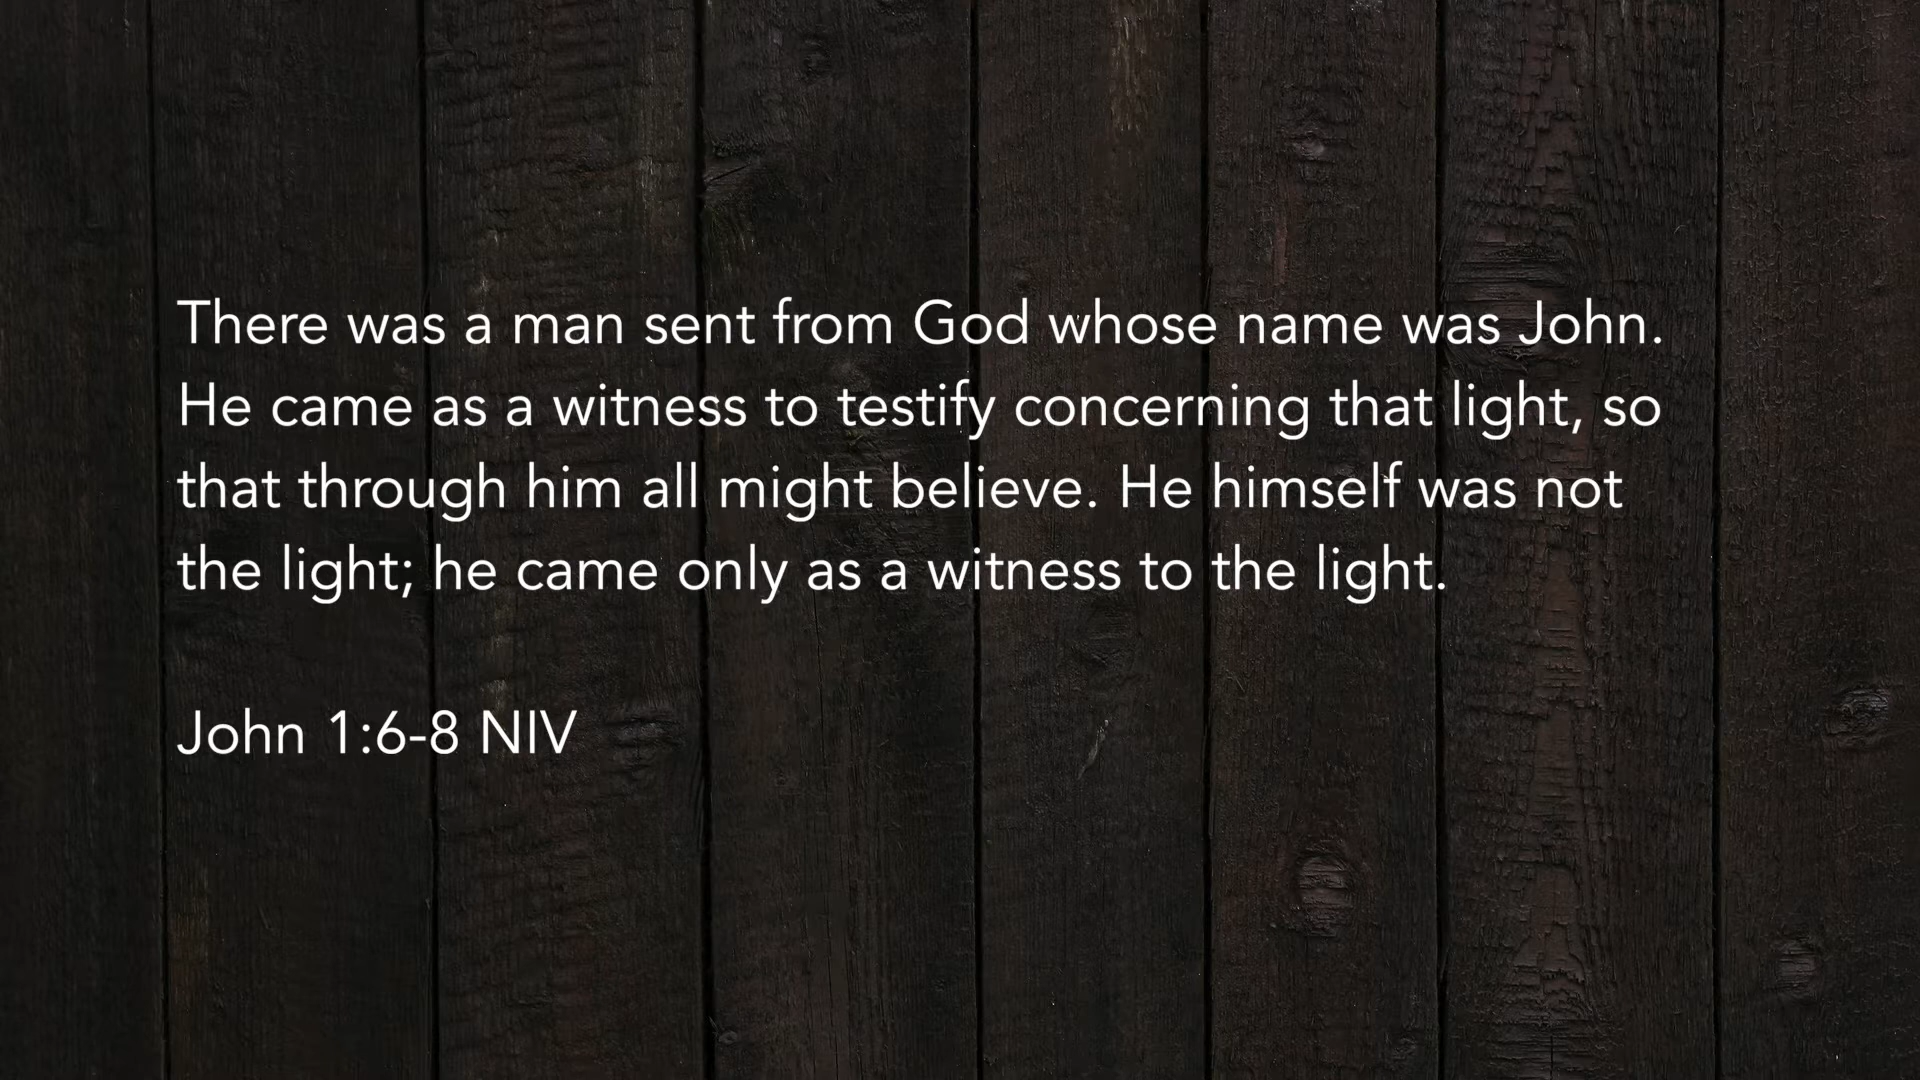 There was a man sent from God whose name was John.
He came as a witness to testify concerning that light, so
that through him all might believe. He himself was not
the light; he came only as a witness to the light.
John 1:6-8 NIV